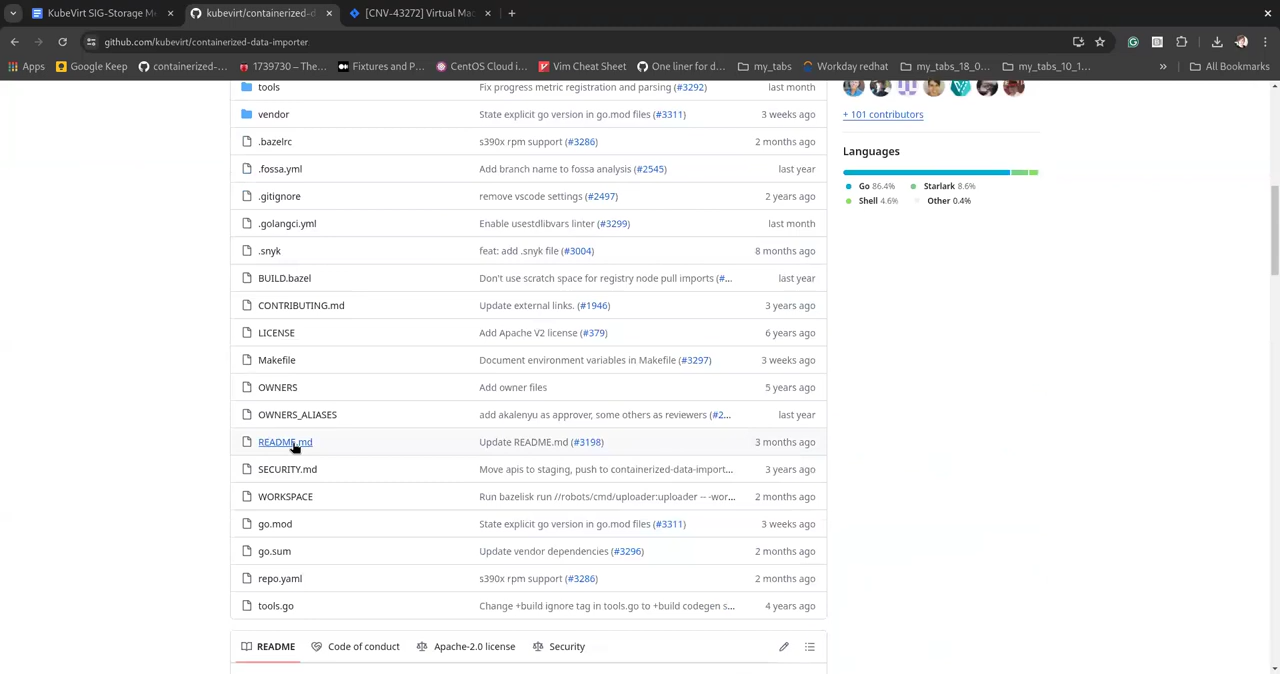 KubeVirt SIG-Storage M
kubevirt/containerized-d
[CNV-43272] Virtual Mac
github.com/kubevirt/containerized-data-importer
Apps
Google Keep
containerized-...
1739730 – The...
Fixtures and P...
CentOS Cloud i...
Vim Cheat Sheet
One liner for d...
my_tabs
Workday redhat
my_tabs_18_0...
my_tabs_10_1...
»
All Bookmarks
tools Fix progress metric registration and parsing (#3292) last month
vendor State explicit go version in go.mod files (#3311) 3 weeks ago
.bazelrc s390x rpm support (#3286) 2 months ago
.fossa.yml Add branch name to fossa analysis (#2545) last year
.gitignore remove vscode settings (#2497) 2 years ago
.golangci.yml Enable usestdlibvars linter (#3299) last month
.snyk feat: add .snyk file (#3004) 8 months ago
BUILD.bazel Don't use scratch space for registry node pull imports (#... last year
CONTRIBUTING.md Update external links. (#1946) 3 years ago
LICENSE Add Apache V2 license (#379) 6 years ago
Makefile Document environment variables in Makefile (#3297) 3 weeks ago
OWNERS Add owner files 5 years ago
OWNERS_ALIASES add akalenyu as approver, some others as reviewers (#2... last year
README.md Update README.md (#3198) 3 months ago
SECURITY.md Move apis to staging, push to containerized-data-import... 3 years ago
WORKSPACE Run bazelisk run //robots/cmd/uploader:uploader -- -wor... 2 months ago
go.mod State explicit go version in go.mod files (#3311) 3 weeks ago
go.sum Update vendor dependencies (#3296) 2 months ago
repo.yaml s390x rpm support (#3286) 2 months ago
tools.go Change +build ignore tag in tools.go to +build codegen s... 4 years ago
README Code of conduct Apache-2.0 license Security
+ 101 contributors
Languages
Go 86.4% Starlark 8.6%
Shell 4.6% Other 0.4%